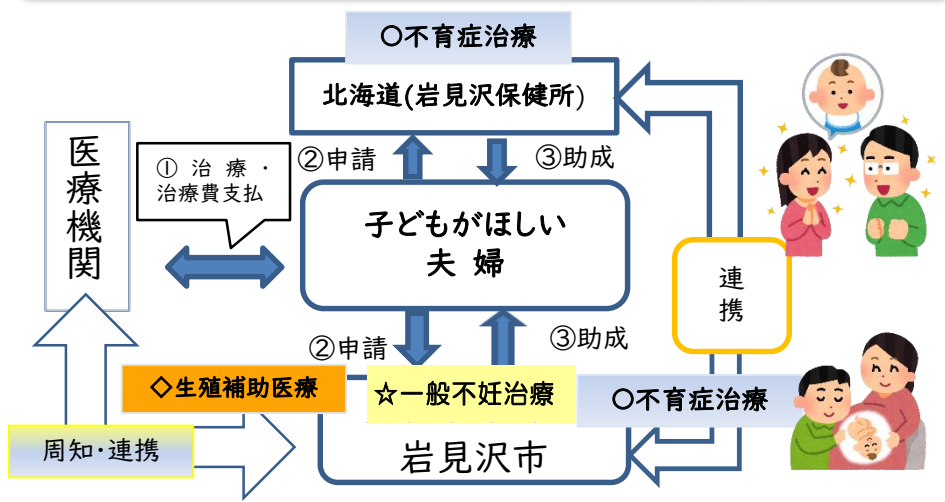 〇不育症治療
北海道(岩見沢保健所)
医療機関
①治療・
治療費支払
②申請
③助成
子どもがほしい
夫婦
連携
②申請
③助成
◇生殖補助医療
☆一般不妊治療
〇不育症治療
周知・連携
岩見沢市